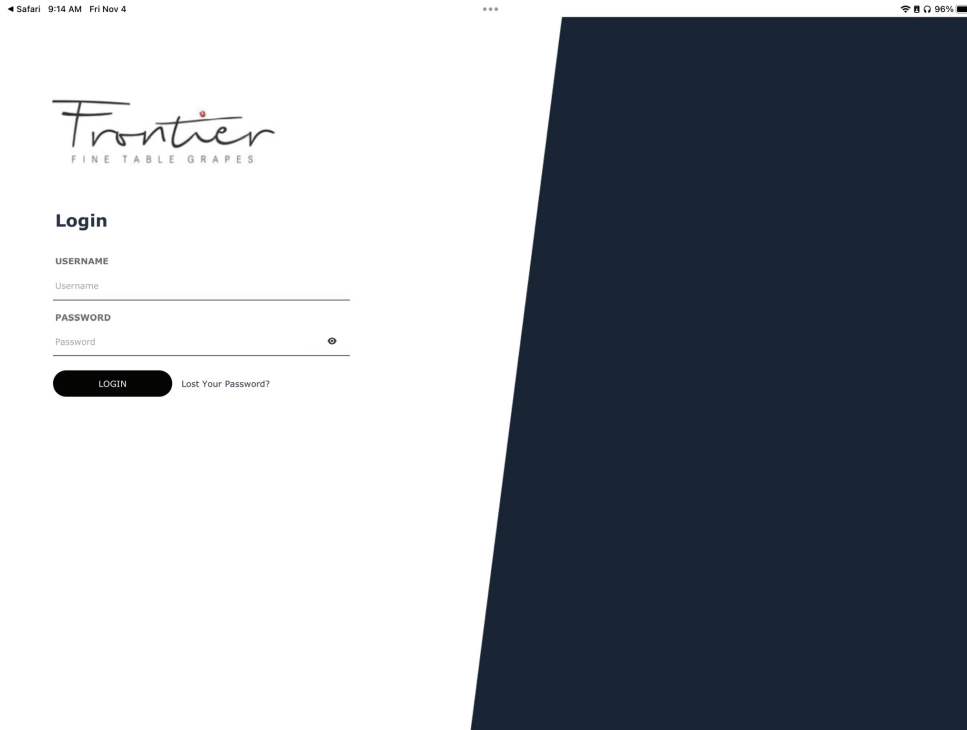 ◀ Safari 9:14 AM Fri Nov 4
96%
Frontier
FINE TABLE GRAPES
Login
USERNAME
Username
PASSWORD
Password
LOGIN Lost Your Password?